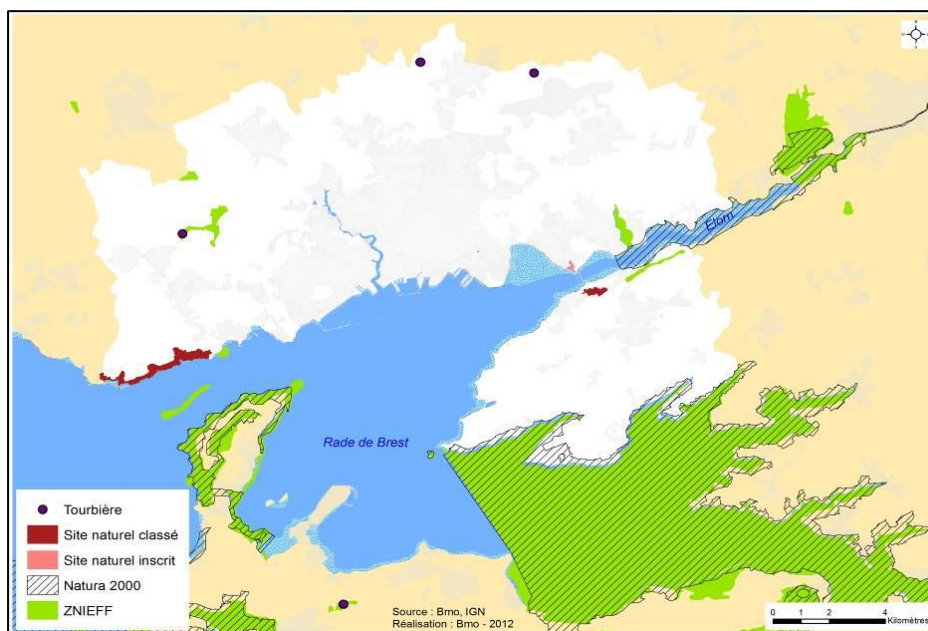 Elorn
Rade de Brest
Tourbière
Site naturel classé
Site naturel inscrit
Natura 2000
ZNIEFF
Source : Bmo, IGN
Réalisation : Bmo - 2012
0 1 2 4
Kilomètres